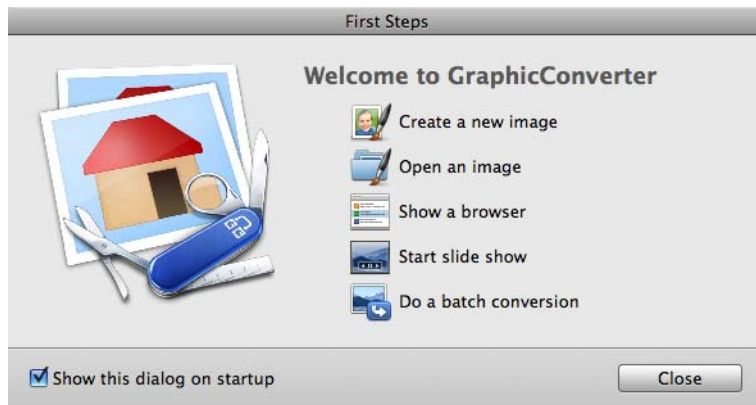 First Steps
Welcome to GraphicConverter
Create a new image
Open an image
Show a browser
Start slide show
Do a batch conversion
Show this dialog on startup
Close